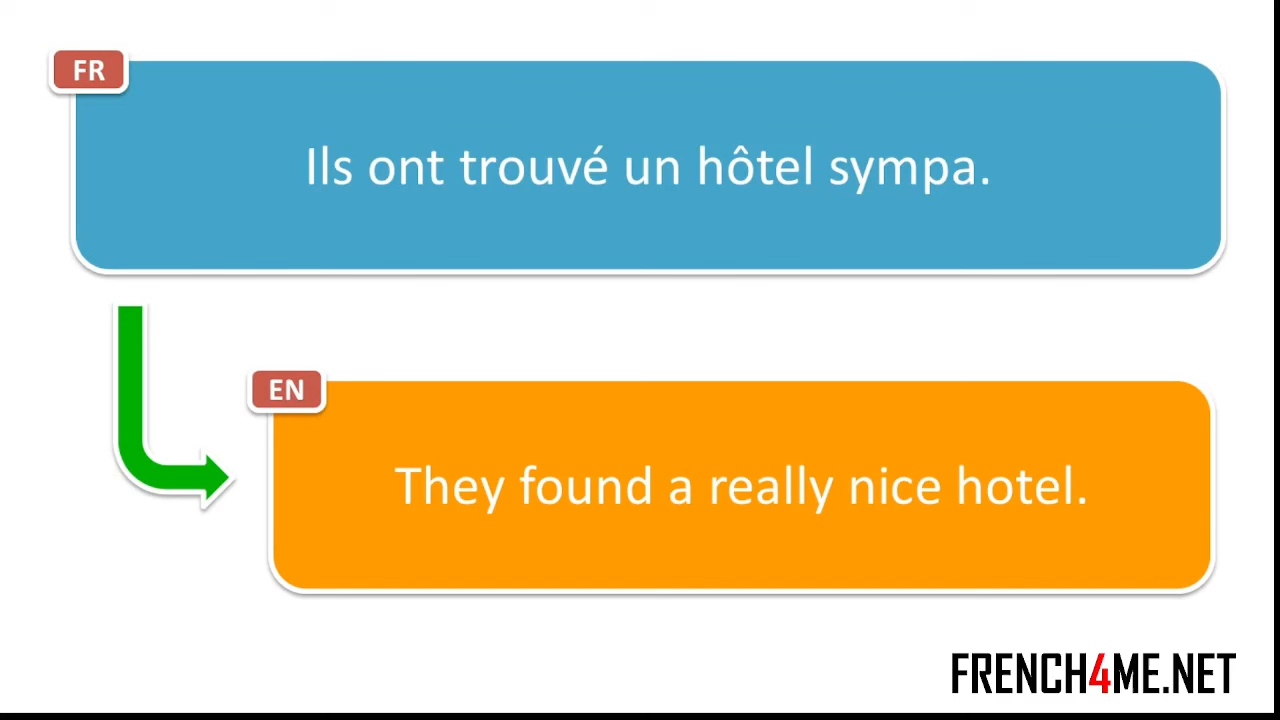 FR
Ils ont trouvé un hôtel sympa.
EN
They found a really nice hotel.
FRENCH4ME.NET